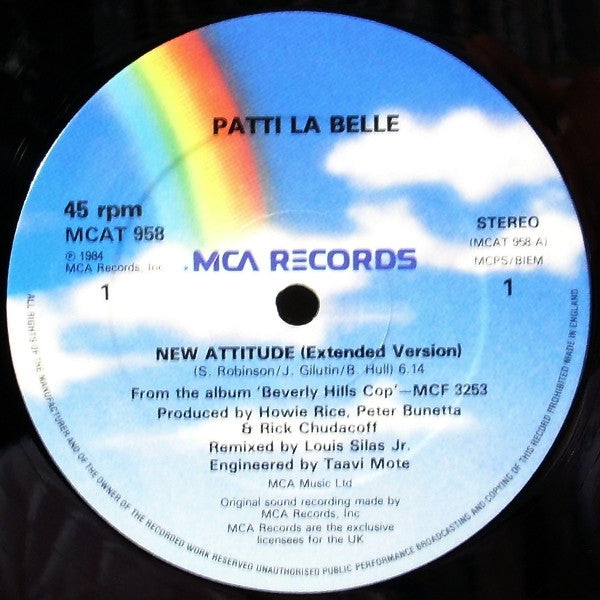 PATTI LA BELLE
45 rpm
MCAT 958
℗ 1984
MCA Records, Inc.
1
STEREO
(MCAT 958-A)
MCPS/BIEM
1
MCA RECORDS
NEW ATTITUDE (Extended Version)
(S. Robinson/J. Gilutin/B. Hull) 6.14
From the album 'Beverly Hills Cop'—MCF 3253
Produced by Howie Rice, Peter Bunetta
& Rick Chudacoff
Remixed by Louis Silas Jr.
Engineered by Taavi Mote
MCA Music Ltd
Original sound recording made by
MCA Records, Inc
MCA Records are the exclusive
licensees for the UK
ALL RIGHTS OF THE MANUFACTURER AND OF THE OWNER OF THE RECORDED WORK RESERVED UNAUTHORISED PUBLIC PERFORMANCE BROADCASTING AND COPYING OF THIS RECORD PROHIBITED MADE IN ENGLAND